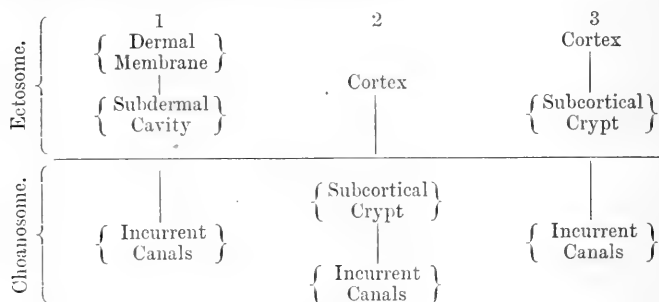 1 2 3
Ectosome.
{ Dermal Membrane }
Cortex
Cortex
{ Subdermal Cavity }
{ Subcortical Crypt }
Choanosome.
{ Subcortical Crypt }
{ Incurrent Canals }
{ Incurrent Canals }
{ Incurrent Canals }